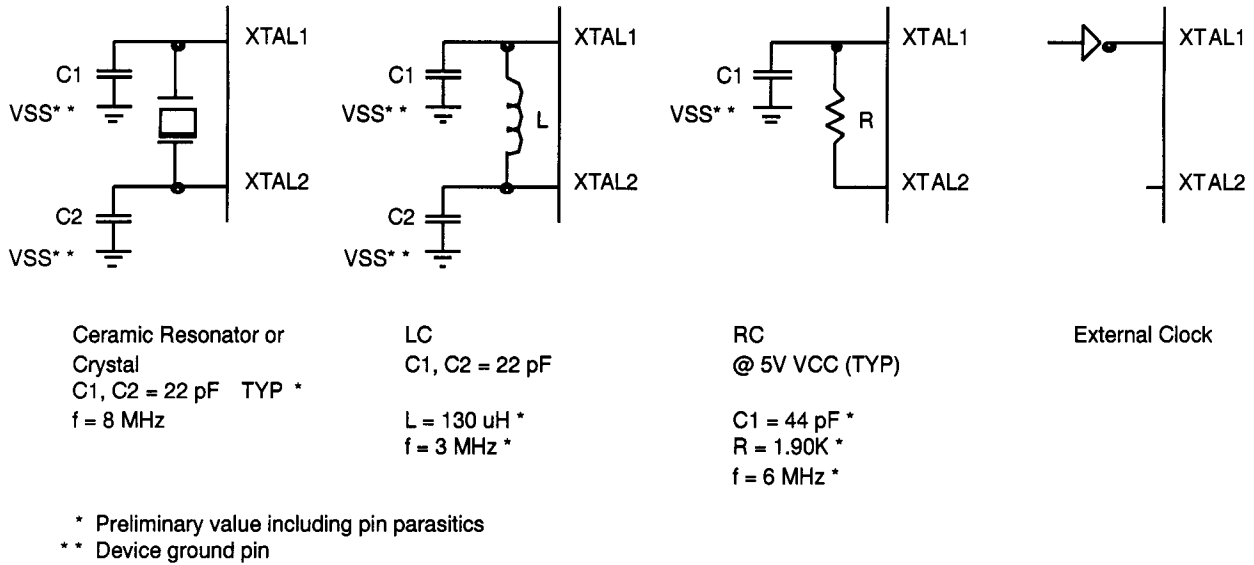 XTAL1
C1
VSS* *
XTAL2
C2
VSS* *
XTAL1
C1
VSS* *
L
XTAL2
C2
VSS* *
XTAL1
C1
VSS* *
R
XTAL2
XTAL1
XTAL2
Ceramic Resonator or
Crystal
C1, C2 = 22 pF TYP *
f = 8 MHz
LC
C1, C2 = 22 pF
L = 130 uH *
f = 3 MHz *
RC
@ 5V VCC (TYP)
C1 = 44 pF *
R = 1.90K *
f = 6 MHz *
External Clock
* Preliminary value including pin parasitics
* * Device ground pin